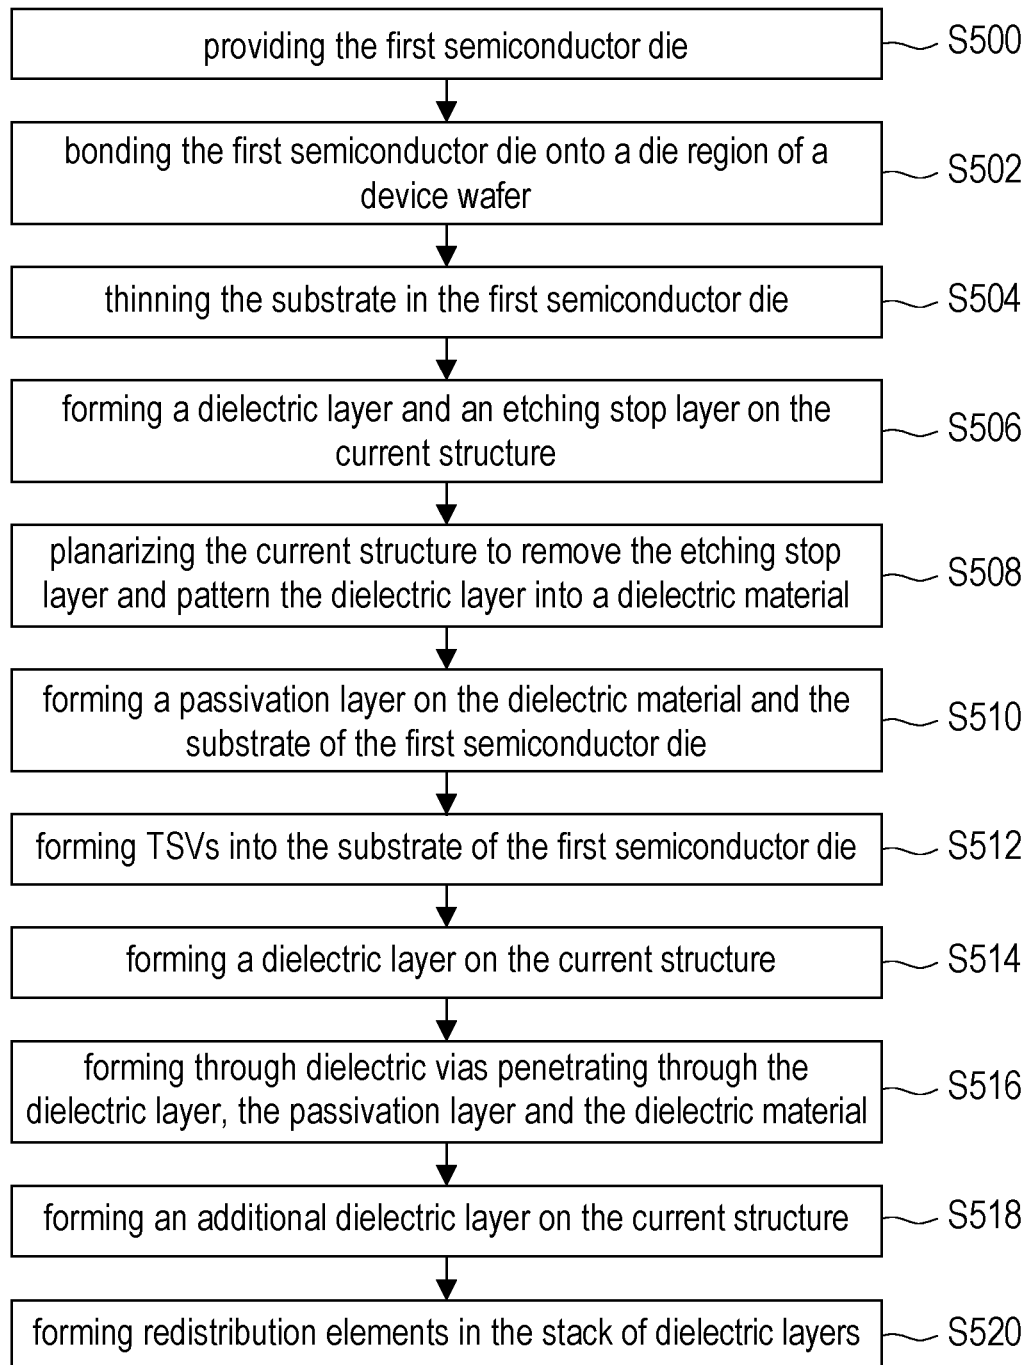 providing the first semiconductor die
S500
bonding the first semiconductor die onto a die region of a
device wafer
S502
thinning the substrate in the first semiconductor die
S504
forming a dielectric layer and an etching stop layer on the
current structure
S506
planarizing the current structure to remove the etching stop
layer and pattern the dielectric layer into a dielectric material
S508
forming a passivation layer on the dielectric material and the
substrate of the first semiconductor die
S510
forming TSVs into the substrate of the first semiconductor die
S512
forming a dielectric layer on the current structure
S514
forming through dielectric vias penetrating through the
dielectric layer, the passivation layer and the dielectric material
S516
forming an additional dielectric layer on the current structure
S518
forming redistribution elements in the stack of dielectric layers
S520